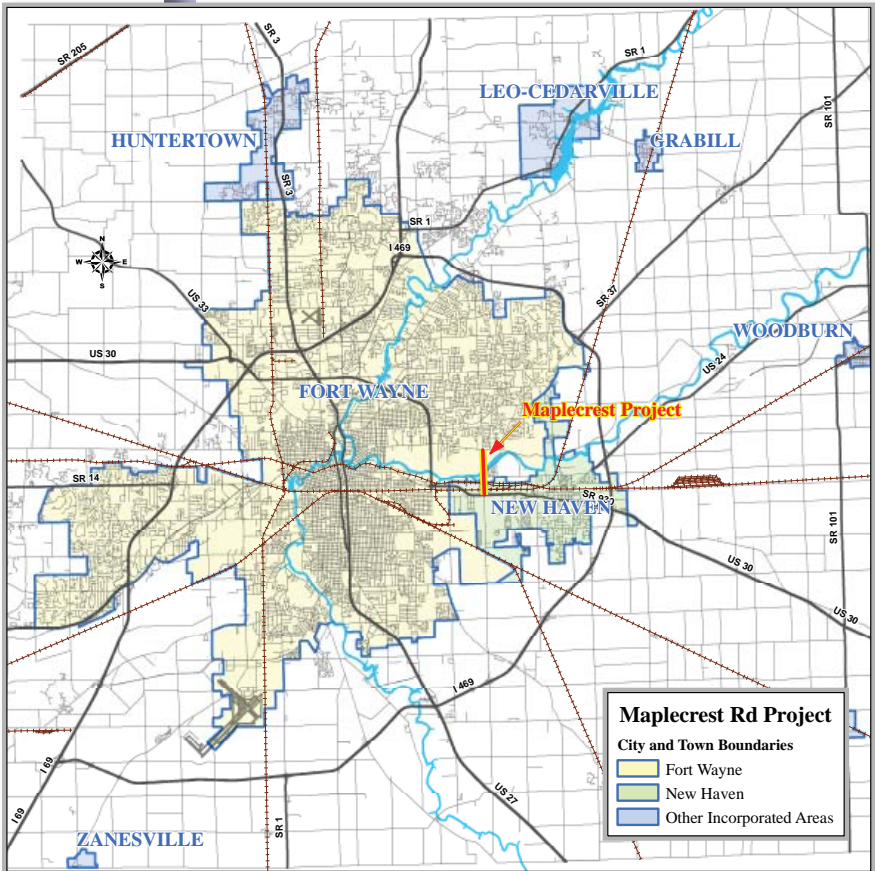 SR 205
SR 3
SR 1
LEO-CEDARVILLE
SR 101
HUNTERTOWN
GRABILL
SR 3
SR 1
I 469
N
W E
S
SR 37
US 33
WOODBURN
US 30
US 24
FORT WAYNE
Maplecrest Project
SR 14
SR 930
NEW HAVEN
SR 101
US 30
US 30
I 469
I 69
US 27
I 69
SR 1
ZANESVILLE
Maplecrest Rd Project
City and Town Boundaries
Fort Wayne
New Haven
Other Incorporated Areas